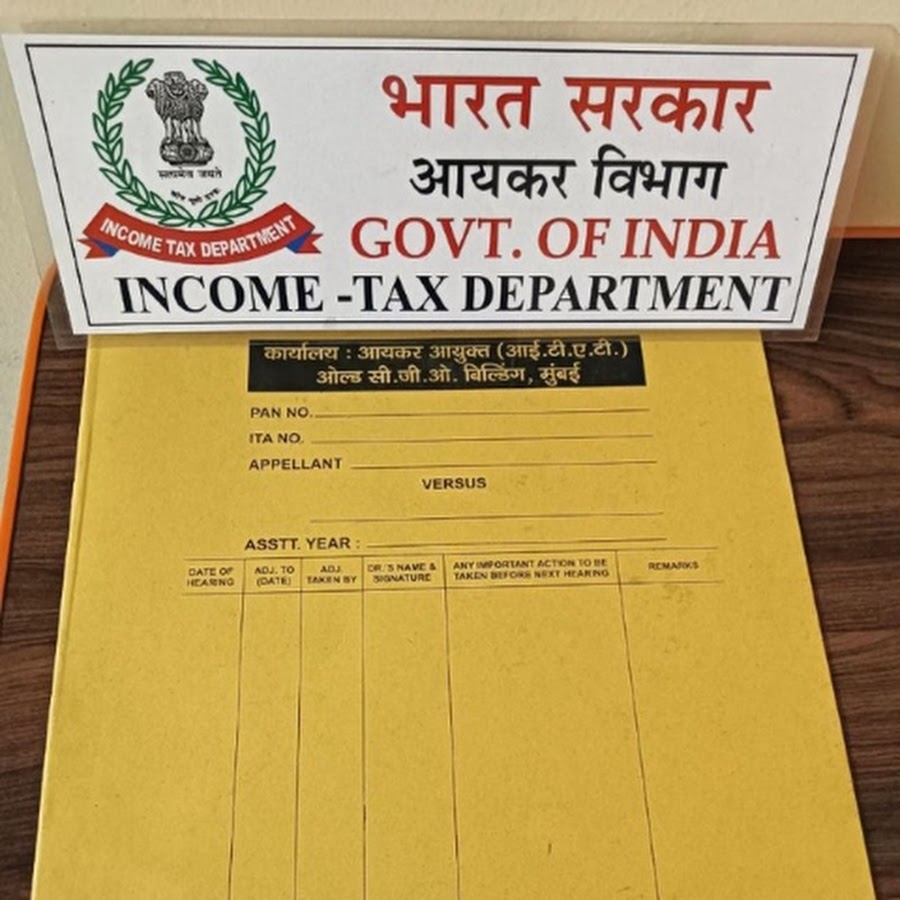 भारत सरकार
आयकर विभाग
GOVT. OF INDIA
INCOME -TAX DEPARTMENT
सत्यमेव जयते
INCOME TAX DEPARTMENT
कार्यालय : आयकर आयुक्त (आई.टी.ए.टी.)
ओल्ड सी.जी.ओ. बिल्डिंग, मुंबई
PAN NO.
ITA NO.
APPELLANT
VERSUS
ASSTT. YEAR :
DATE OF HEARING
ADJ. TO (DATE)
ADJ. TAKEN BY
DR.'S NAME & SIGNATURE
ANY IMPORTANT ACTION TO BE TAKEN BEFORE NEXT HEARING
REMARKS